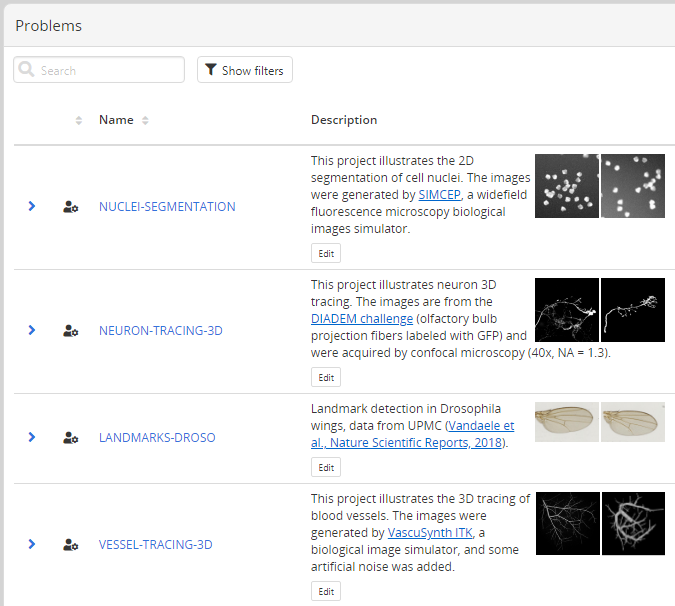 Problems
Search
Show filters
Name
Description
NUCLEI-SEGMENTATION
This project illustrates the 2D
segmentation of cell nuclei. The images
were generated by SIMCEP, a widefield
fluorescence microscopy biological
images simulator.
Edit
NEURON-TRACING-3D
This project illustrates neuron 3D
tracing. The images are from the
DIADEM challenge (olfactory bulb
projection fibers labeled with GFP) and
were acquired by confocal microscopy (40x, NA = 1.3).
Edit
LANDMARKS-DROSO
Landmark detection in Drosophila
wings, data from UPMC (Vandaele et
al., Nature Scientific Reports, 2018).
Edit
VESSEL-TRACING-3D
This project illustrates the 3D tracing of
blood vessels. The images were
generated by VascuSynth ITK, a
biological image simulator, and some
artificial noise was added.
Edit